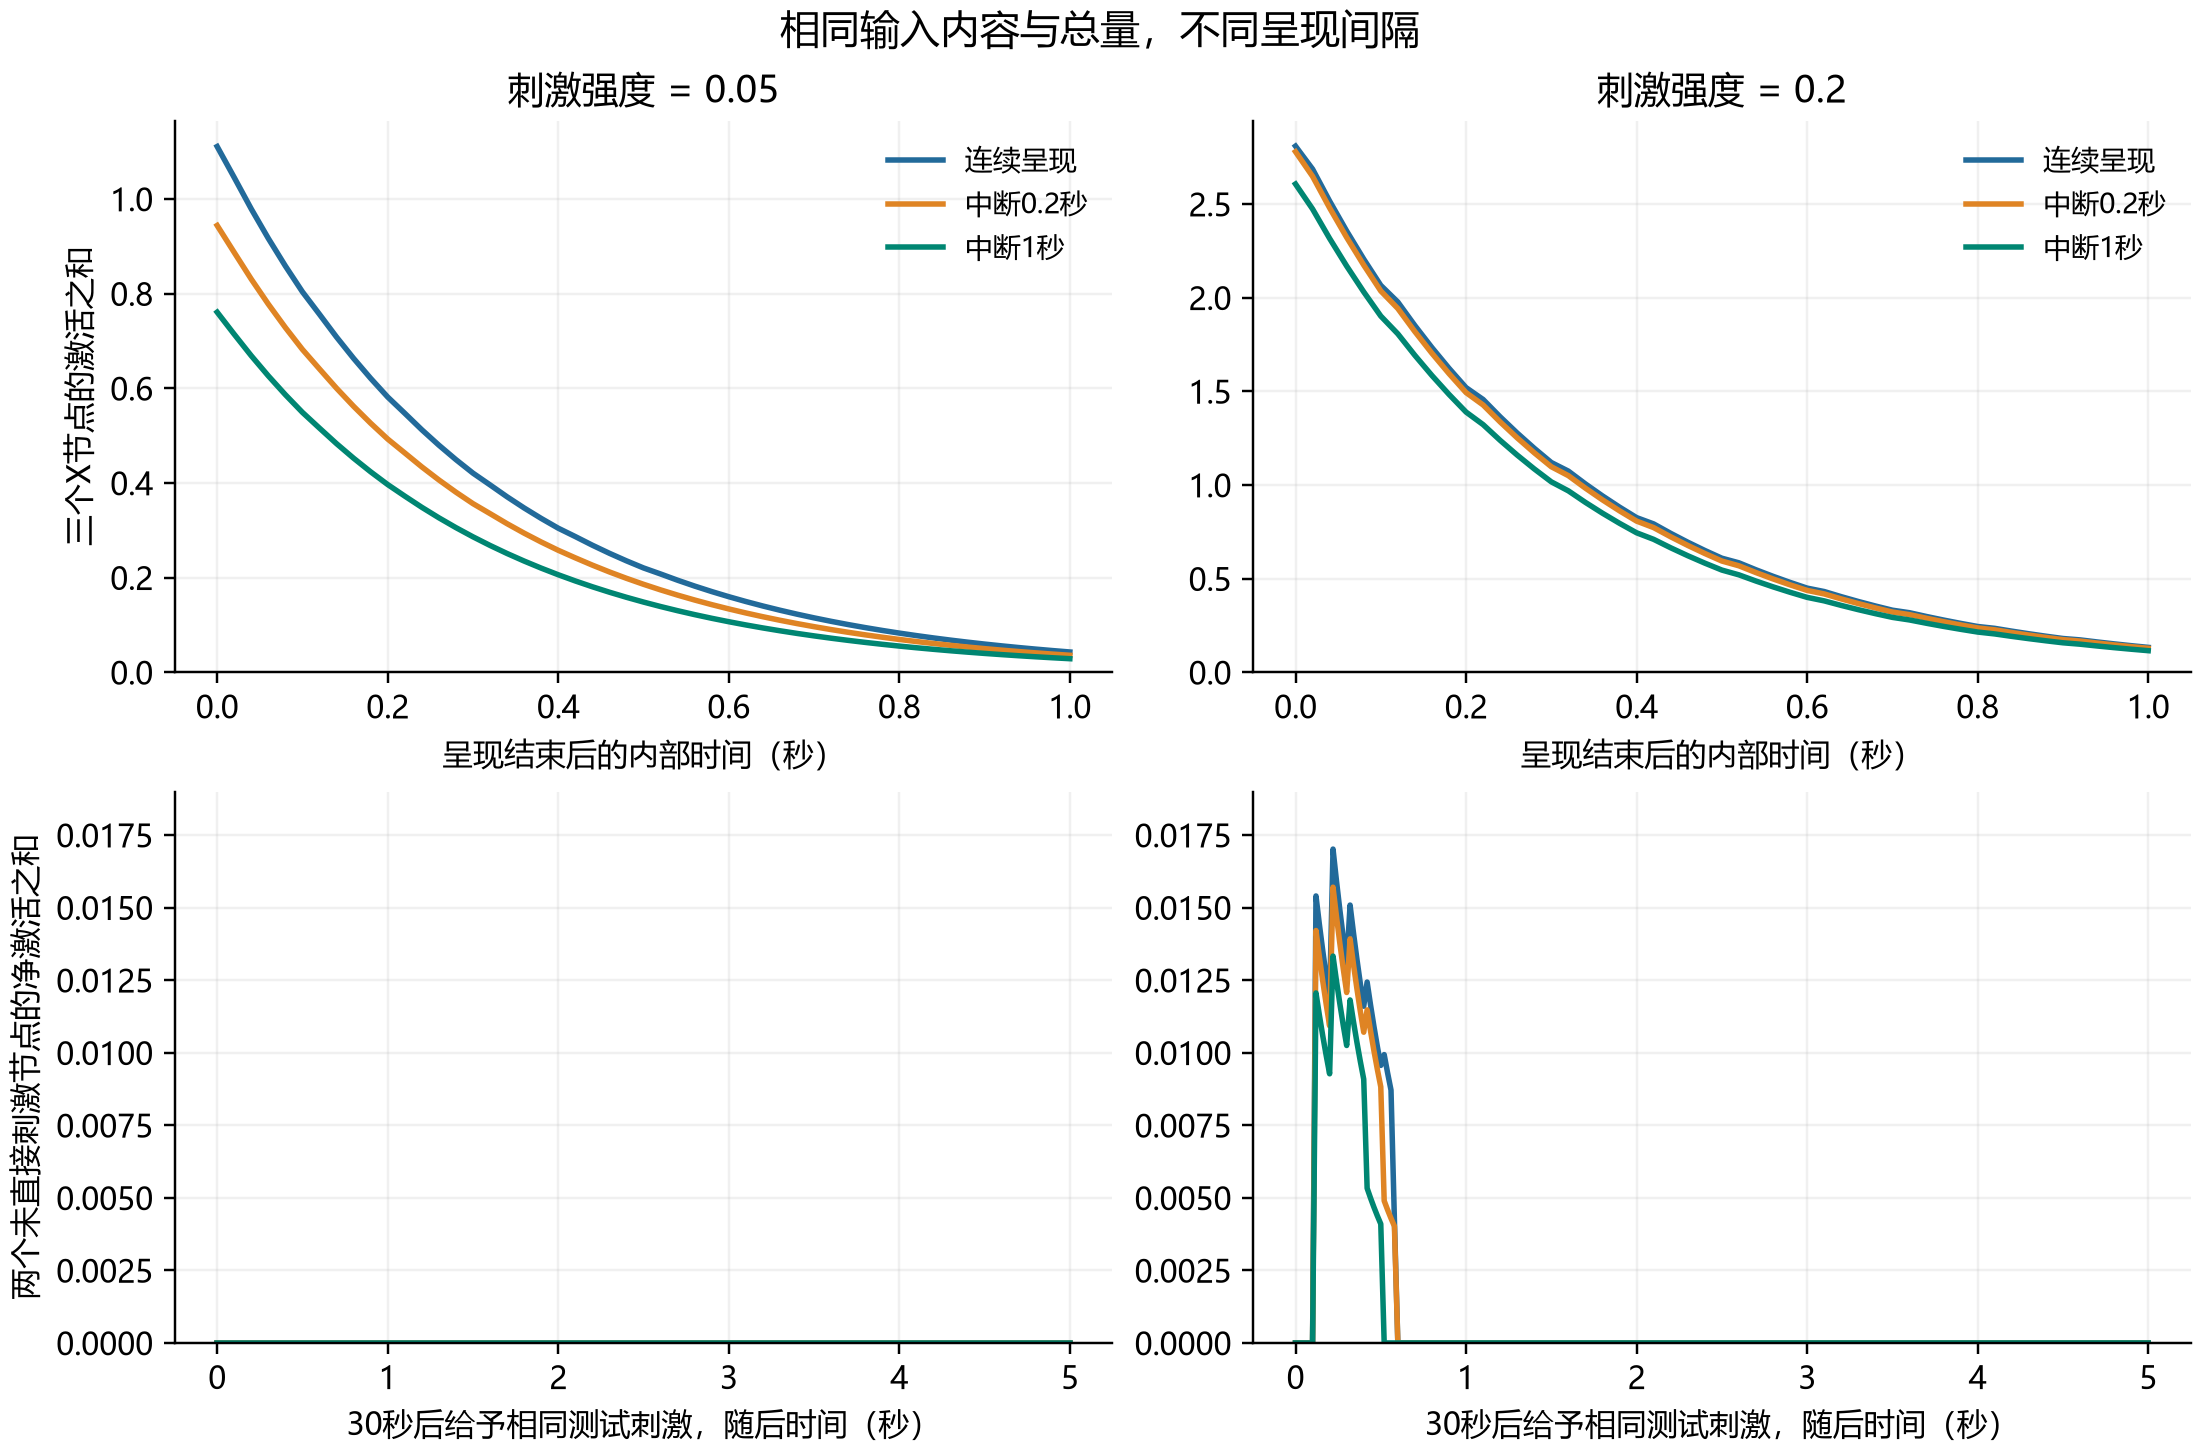 相同输入内容与总量，不同呈现间隔
刺激强度 = 0.05
三个X节点的激活之和
1.0
0.8
0.6
0.4
0.2
0.0
连续呈现
中断0.2秒
中断1秒
0.0 0.2 0.4 0.6 0.8 1.0
呈现结束后的内部时间（秒）
刺激强度 = 0.2
2.5
2.0
1.5
1.0
0.5
0.0
连续呈现
中断0.2秒
中断1秒
0.0 0.2 0.4 0.6 0.8 1.0
呈现结束后的内部时间（秒）
两个未直接刺激节点的净激活之和
0.0175
0.0150
0.0125
0.0100
0.0075
0.0050
0.0025
0.0000
0 1 2 3 4 5
30秒后给予相同测试刺激，随后时间（秒）
0.0175
0.0150
0.0125
0.0100
0.0075
0.0050
0.0025
0.0000
0 1 2 3 4 5
30秒后给予相同测试刺激，随后时间（秒）